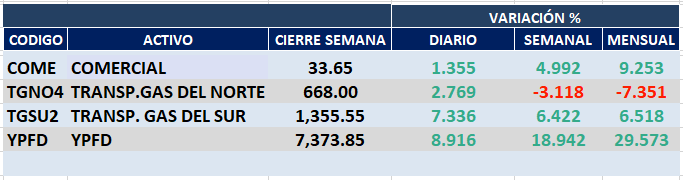 VARIACIÓN %
CODIGO ACTIVO CIERRE SEMANA DIARIO SEMANAL MENSUAL
COME COMERCIAL 33.65 1.355 4.992 9.253
TGNO4 TRANSP.GAS DEL NORTE 668.00 2.769 -3.118 -7.351
TGSU2 TRANSP. GAS DEL SUR 1,355.55 7.336 6.422 6.518
YPFD YPFD 7,373.85 8.916 18.942 29.573